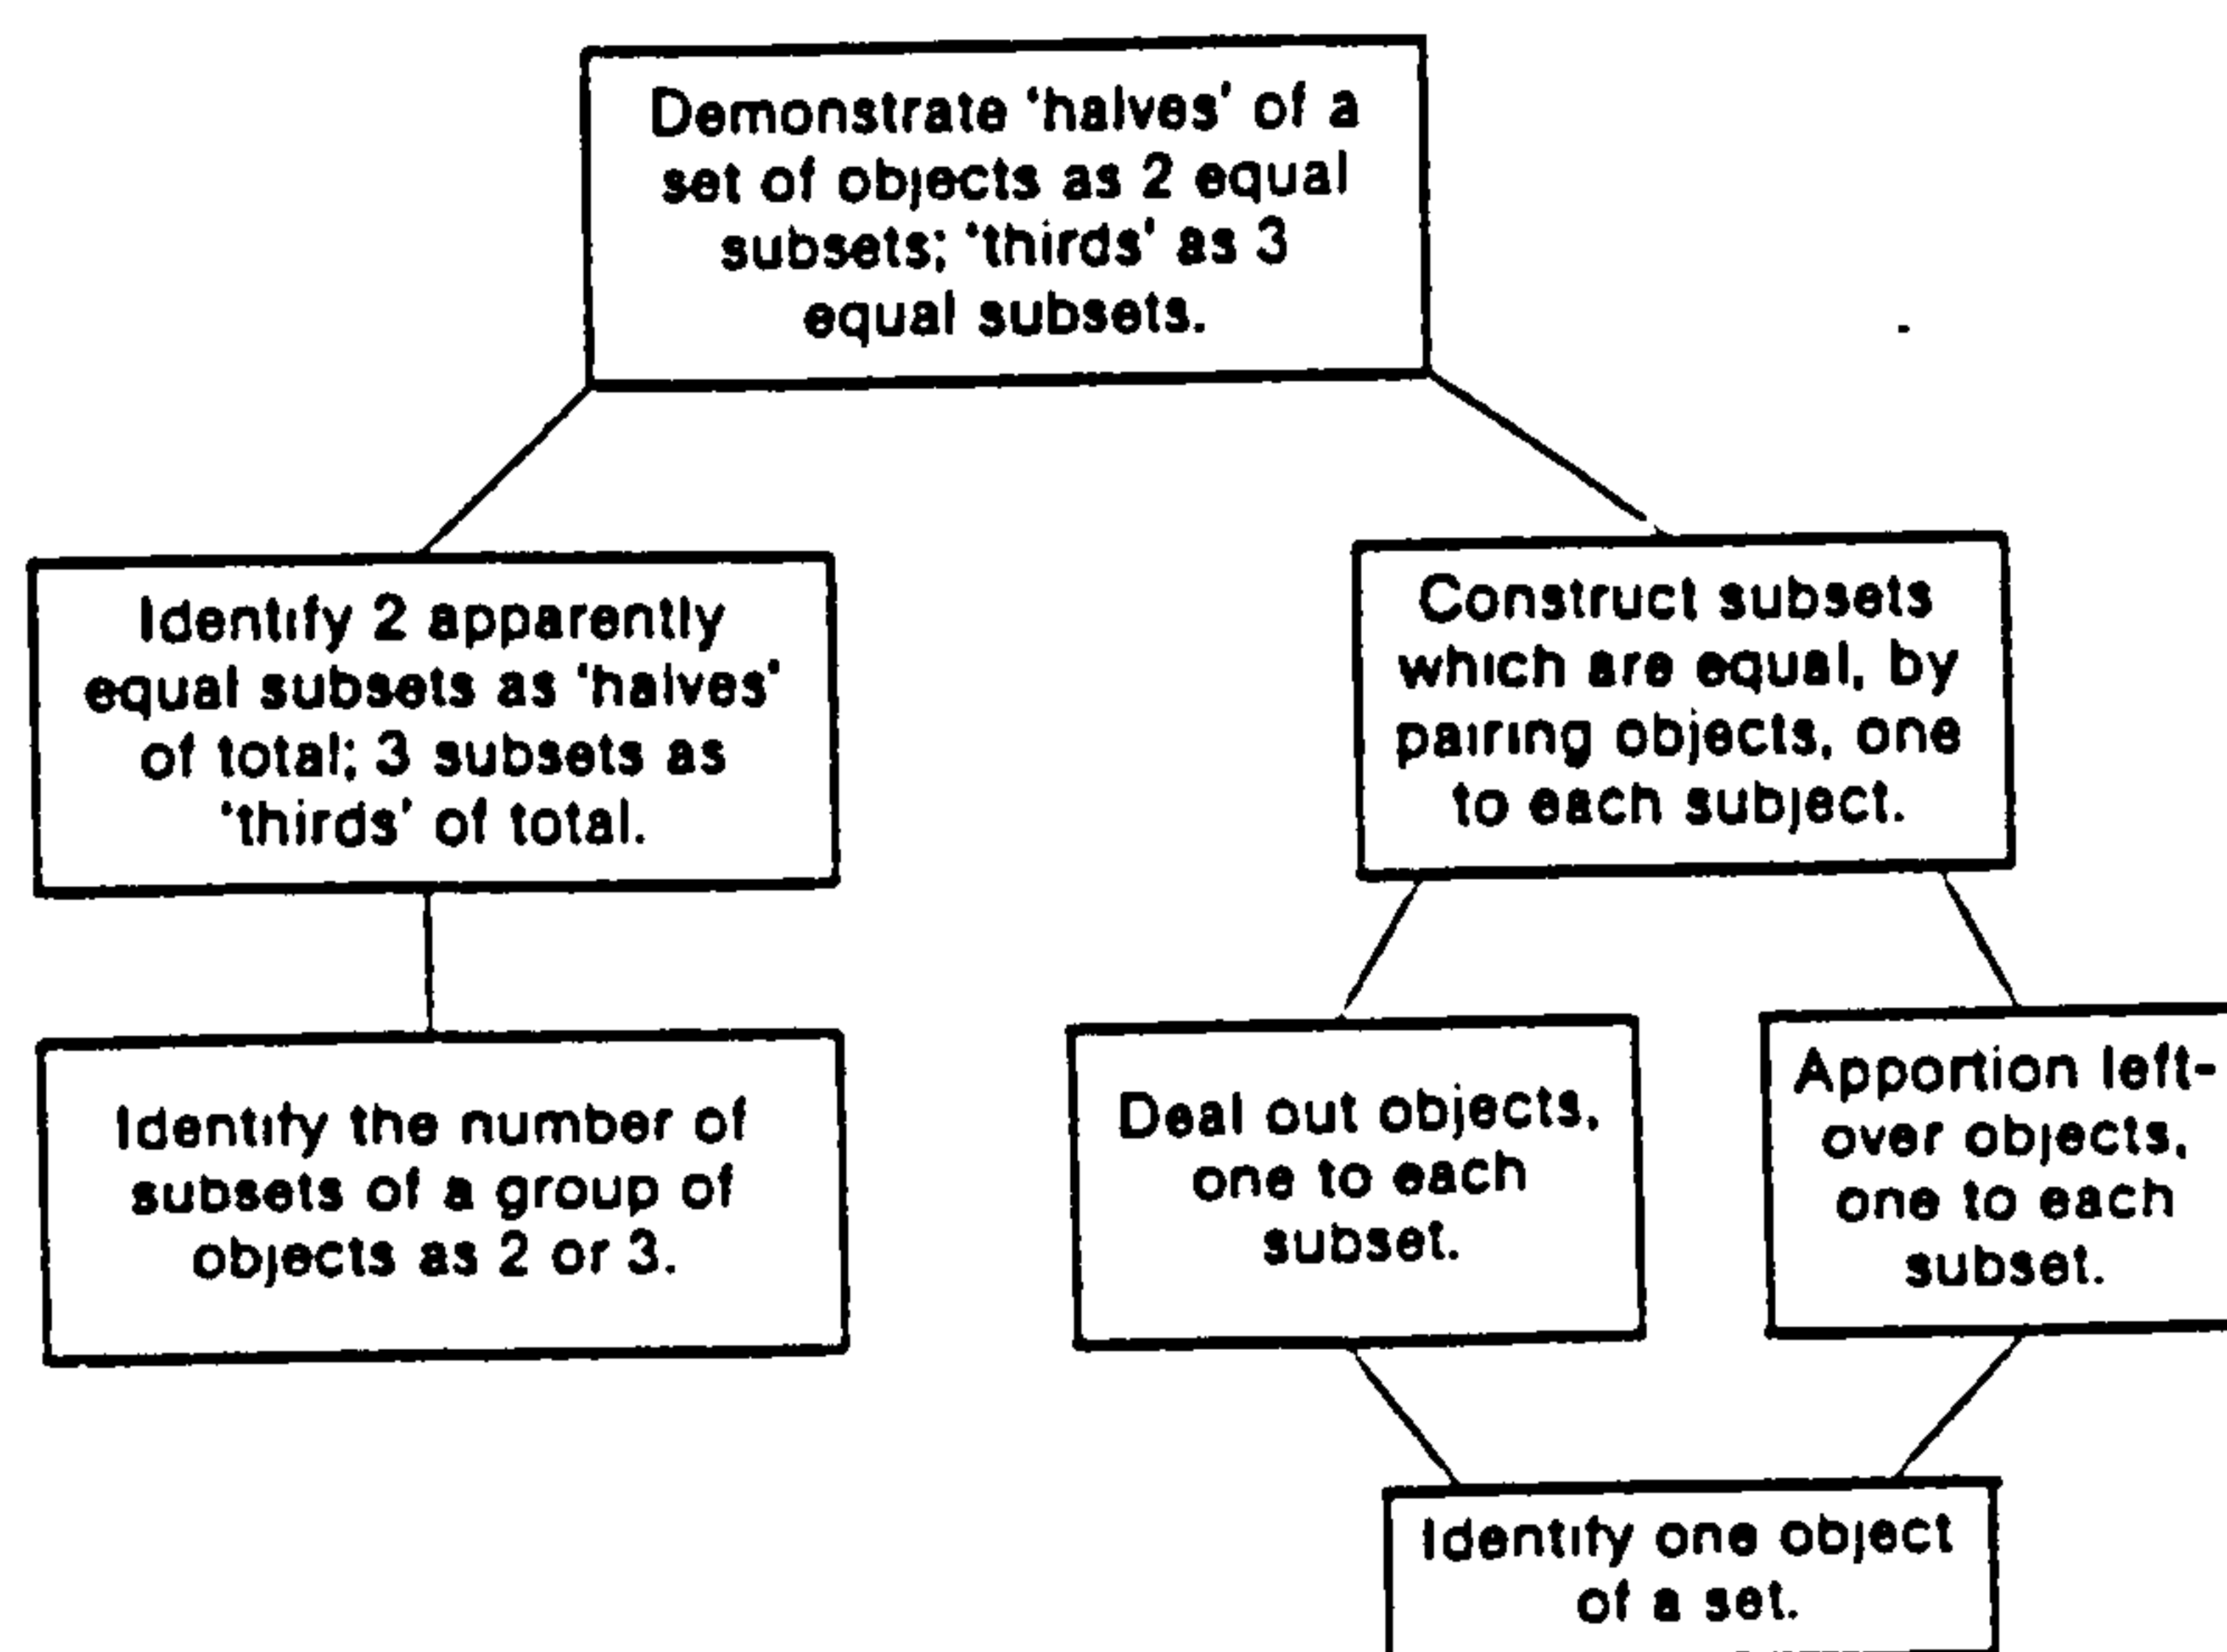 Demonstrate 'halves' of a
set of objects as 2 equal
subsets; 'thirds' as 3
equal subsets.
Identify 2 apparently
equal subsets as 'halves'
of total; 3 subsets as
'thirds' of total.
Construct subsets
which are equal, by
pairing objects, one
to each subject.
Identify the number of
subsets of a group of
objects as 2 or 3.
Deal out objects,
one to each
subset.
Apportion left-
over objects,
one to each
subset.
Identify one object
of a set.